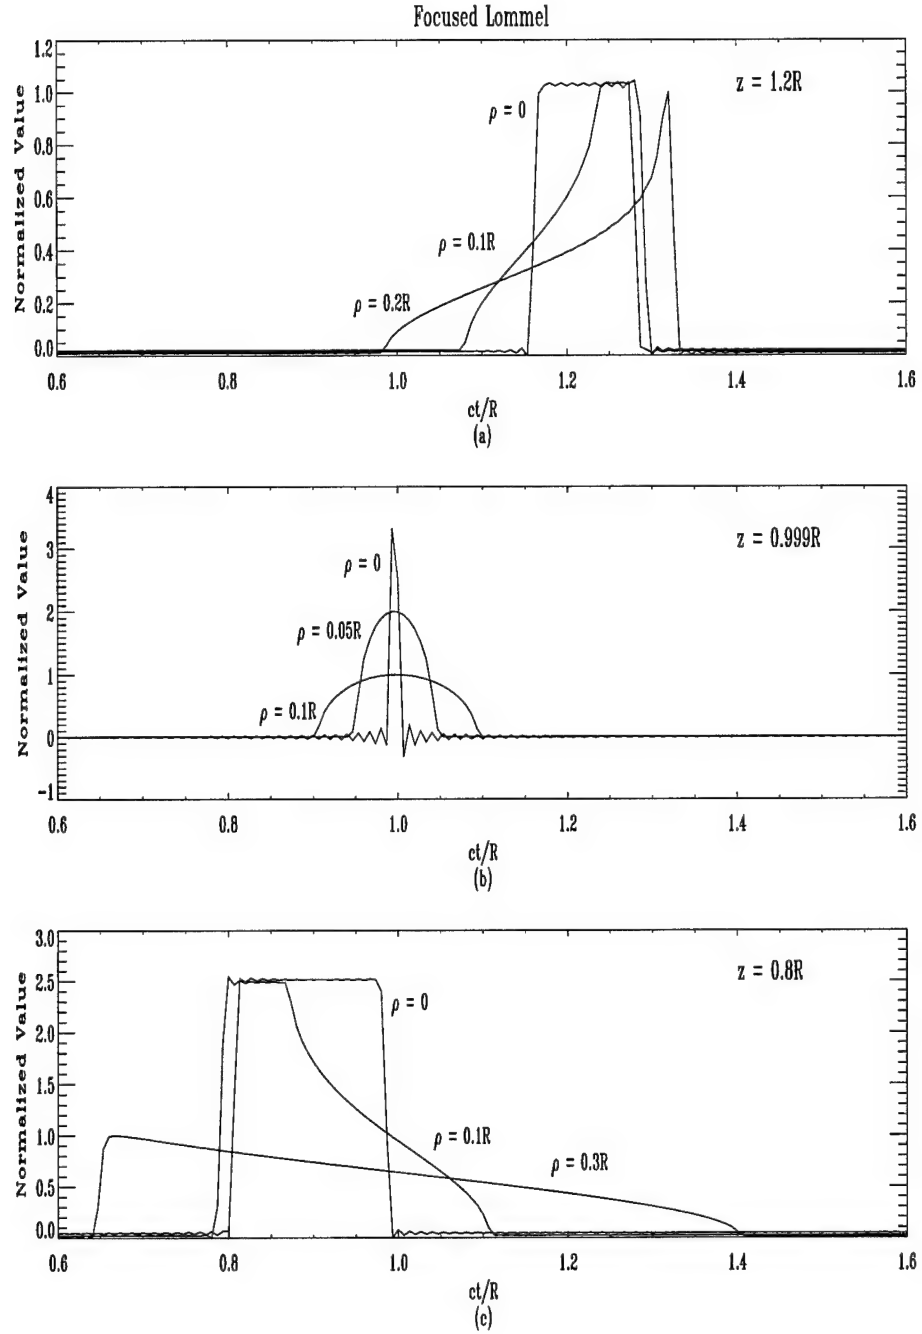 Focused Lommel
1.2
1.0
0.8
0.6
0.4
0.2
0.0
Normalized Value
z = 1.2R
ρ = 0
ρ = 0.1R
ρ = 0.2R
0.6 0.8 1.0 1.2 1.4 1.6
ct/R
(a)
4
3
2
1
0
-1
Normalized Value
z = 0.999R
ρ = 0
ρ = 0.05R
ρ = 0.1R
0.6 0.8 1.0 1.2 1.4 1.6
ct/R
(b)
3.0
2.5
2.0
1.5
1.0
0.5
0.0
Normalized Value
z = 0.8R
ρ = 0
ρ = 0.1R
ρ = 0.3R
0.6 0.8 1.0 1.2 1.4 1.6
ct/R
(c)